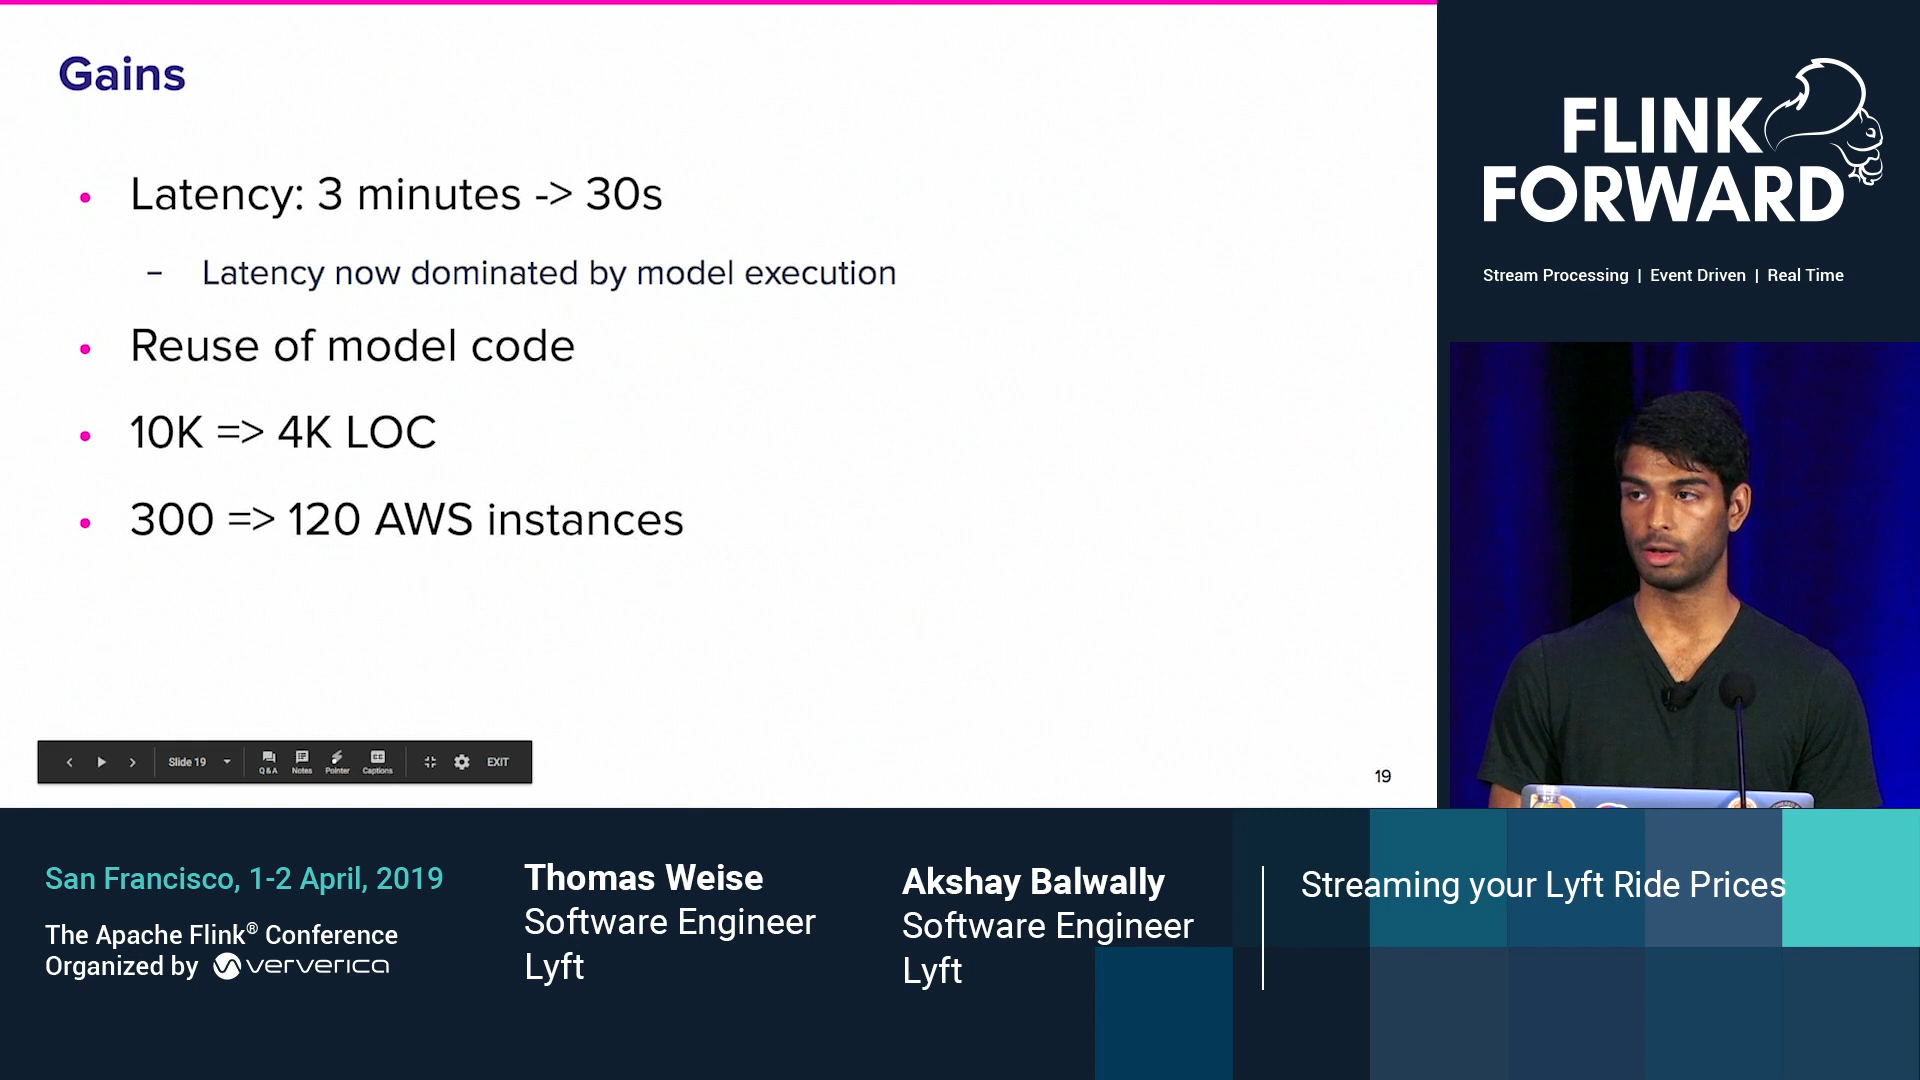 Gains
• Latency: 3 minutes -> 30s
– Latency now dominated by model execution
• Reuse of model code
• 10K => 4K LOC
• 300 => 120 AWS instances
Slide 19
Q&A
Notes
Pointer
Captions
EXIT
19
FLINK
FORWARD
Stream Processing | Event Driven | Real Time
San Francisco, 1-2 April, 2019
The Apache Flink® Conference
Organized by ververica
Thomas Weise
Software Engineer
Lyft
Akshay Balwally
Software Engineer
Lyft
Streaming your Lyft Ride Prices